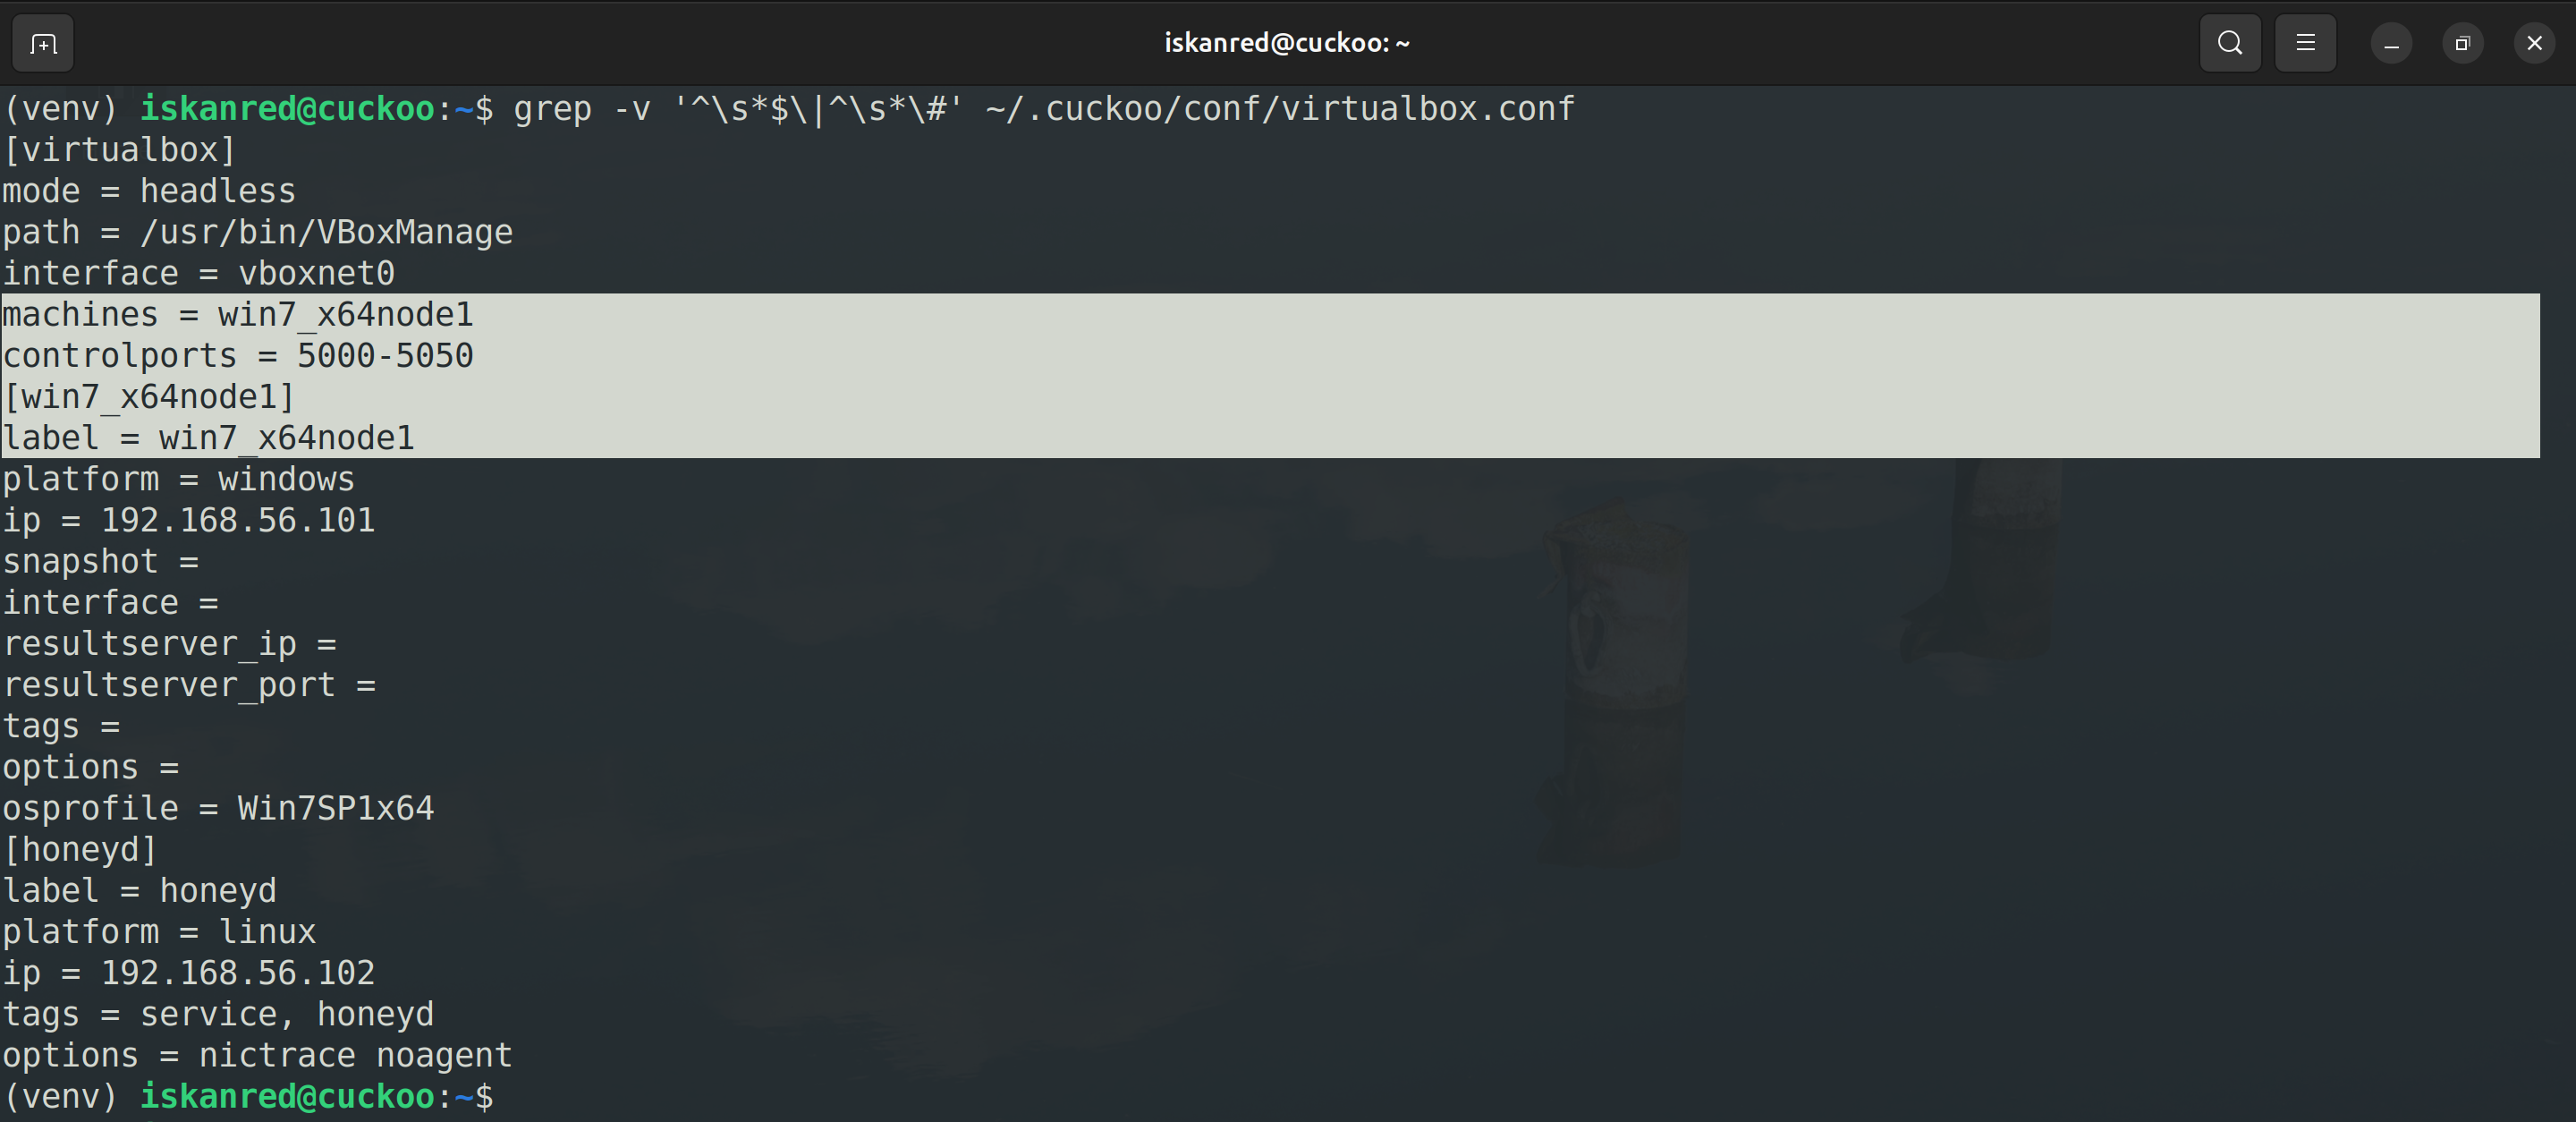 iskanred@cuckoo: ~
(venv) iskanred@cuckoo:~$ grep -v '^\s*$\|^\s*\#' ~/.cuckoo/conf/virtualbox.conf
[virtualbox]
mode = headless
path = /usr/bin/VBoxManage
interface = vboxnet0
machines = win7_x64node1
controlports = 5000-5050
[win7_x64node1]
label = win7_x64node1
platform = windows
ip = 192.168.56.101
snapshot =
interface =
resultserver_ip =
resultserver_port =
tags =
options =
osprofile = Win7SP1x64
[honeyd]
label = honeyd
platform = linux
ip = 192.168.56.102
tags = service, honeyd
options = nictrace noagent
(venv) iskanred@cuckoo:~$